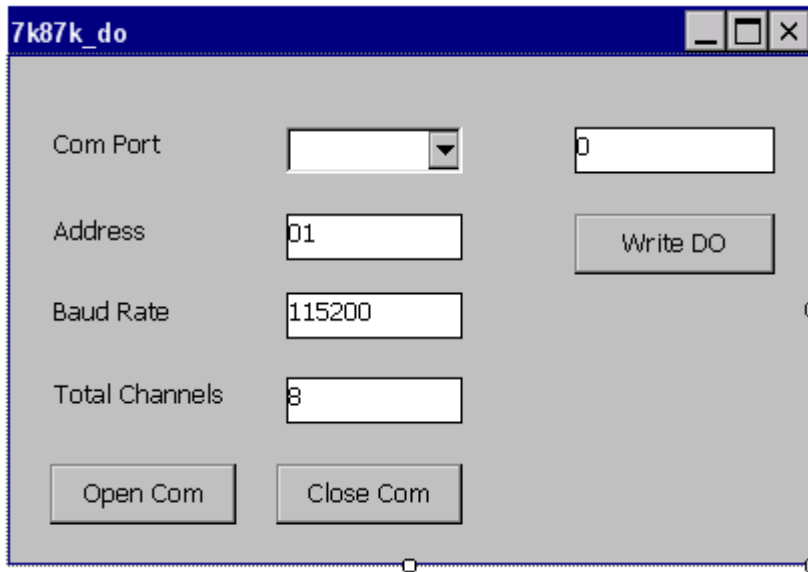 7k87k_do
Com Port
0
Address
01
Write DO
Baud Rate
115200
Total Channels
8
Open Com
Close Com